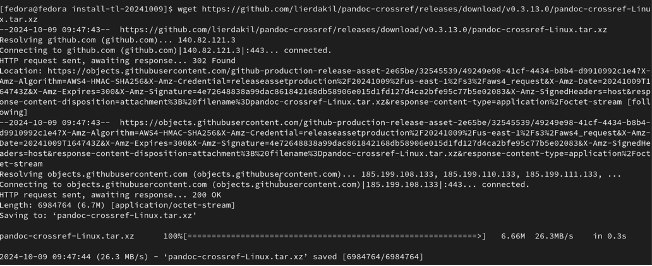 [fedora@fedora install-tl-20241009]$ wget https://github.com/lierdakil/pandoc-crossref/releases/download/v0.3.13.0/pandoc-crossref-Linu
x.tar.xz
--2024-10-09 09:47:43--  https://github.com/lierdakil/pandoc-crossref/releases/download/v0.3.13.0/pandoc-crossref-Linux.tar.xz
Resolving github.com (github.com)... 140.82.121.3
Connecting to github.com (github.com)|140.82.121.3|:443... connected.
HTTP request sent, awaiting response... 302 Found
Location: https://objects.githubusercontent.com/github-production-release-asset-2e65be/32545539/49249e98-41cf-4434-b8b4-d9910992c1e4?X-
Amz-Algorithm=AWS4-HMAC-SHA256&X-Amz-Credential=releaseassetproduction%2F20241009%2Fus-east-1%2Fs3%2Faws4_request&X-Amz-Date=20241009T1
64743Z&X-Amz-Expires=300&X-Amz-Signature=4e72648838a9dac861842168db58906e015d1fd127d4ca2bfe95c77b5e02083&X-Amz-SignedHeaders=host&resp
onse-content-disposition=attachment%3B%20filename%3Dpandoc-crossref-Linux.tar.xz&response-content-type=application%2Foctet-stream [fol
lowing]
--2024-10-09 09:47:43--  https://objects.githubusercontent.com/github-production-release-asset-2e65be/32545539/49249e98-41cf-4434-b8b4-
d9910992c1e4?X-Amz-Algorithm=AWS4-HMAC-SHA256&X-Amz-Credential=releaseassetproduction%2F20241009%2Fus-east-1%2Fs3%2Faws4_request&X-Amz-
Date=20241009T164743Z&X-Amz-Expires=300&X-Amz-Signature=4e72648838a9dac861842168db58906e015d1fd127d4ca2bfe95c77b5e02083&X-Amz-SignedH
eaders=host&response-content-disposition=attachment%3B%20filename%3Dpandoc-crossref-Linux.tar.xz&response-content-type=application%2Foct
et-stream
Resolving objects.githubusercontent.com (objects.githubusercontent.com)... 185.199.108.133, 185.199.110.133, 185.199.111.133, ...
Connecting to objects.githubusercontent.com (objects.githubusercontent.com)|185.199.108.133|:443... connected.
HTTP request sent, awaiting response... 200 OK
Length: 6984764 (6.7M) [application/octet-stream]
Saving to: ‘pandoc-crossref-Linux.tar.xz’
pandoc-crossref-Linux.tar.xz 100%[==========================================================>] 6.66M 26.3MB/s in 0.3s
2024-10-09 09:47:44 (26.3 MB/s) - ‘pandoc-crossref-Linux.tar.xz’ saved [6984764/6984764]